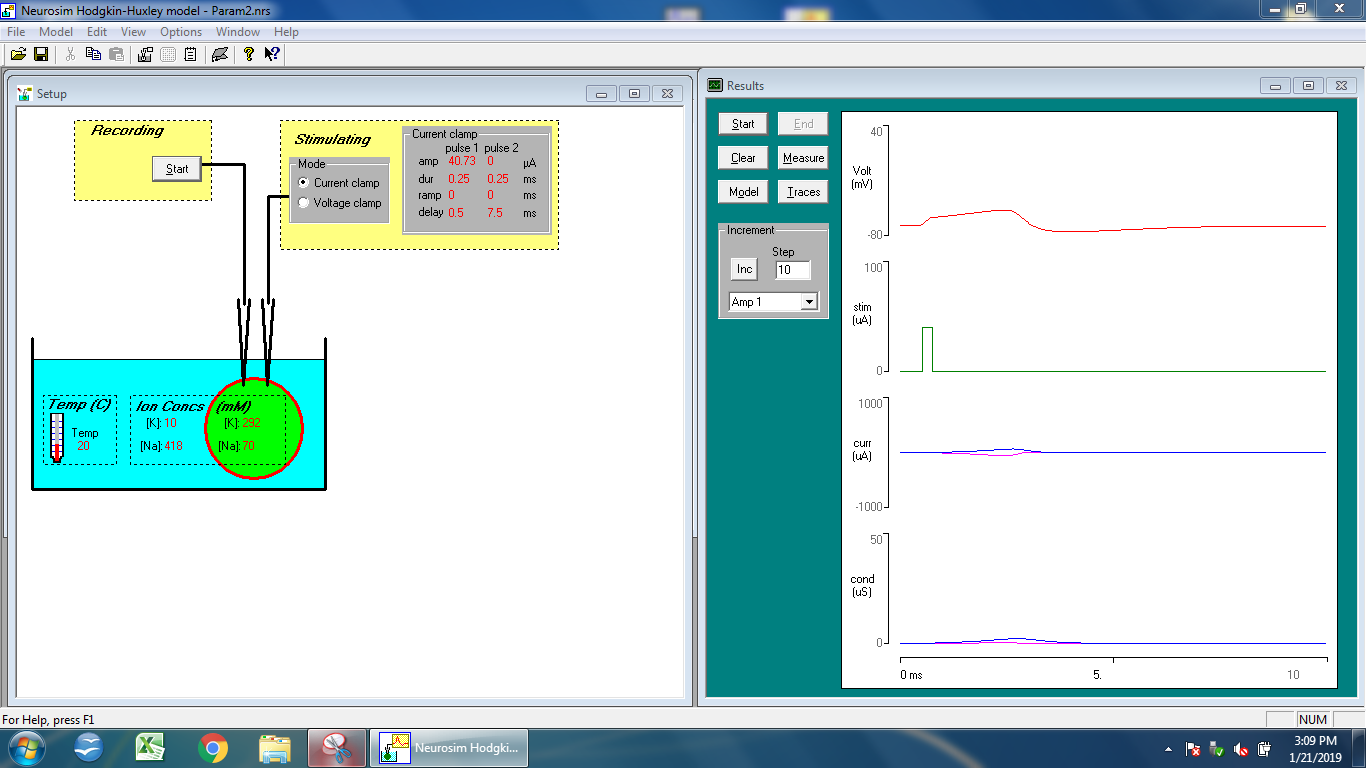 Neurosim Hodgkin-Huxley model - Param2.nrs
File Model Edit View Options Window Help
Setup
Recording
Start
Stimulating
Mode
Current clamp
Voltage clamp
Current clamp
pulse 1 pulse 2
amp 40.73 0 µA
dur 0.25 0.25 ms
ramp 0 0 ms
delay 0.5 7.5 ms
Temp (C)
Temp
20
Ion Concs (mM)
[K]: 10 [K]: 292
[Na]: 418 [Na]: 70
Results
Start End
Clear Measure
Model Traces
Increment
Step
Inc 10
Amp 1
40
Volt
(mV)
-80
100
stim
(uA)
0
1000
curr
(uA)
-1000
50
cond
(uS)
0
0 ms 5. 10
For Help, press F1
NUM
Neurosim Hodgki...
3:09 PM
1/21/2019